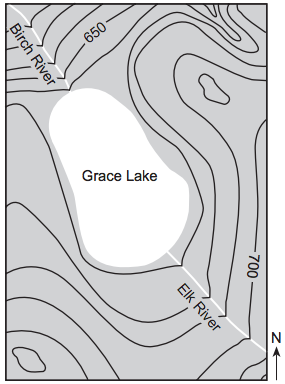 650
Birch River
Grace Lake
700
Elk River
N